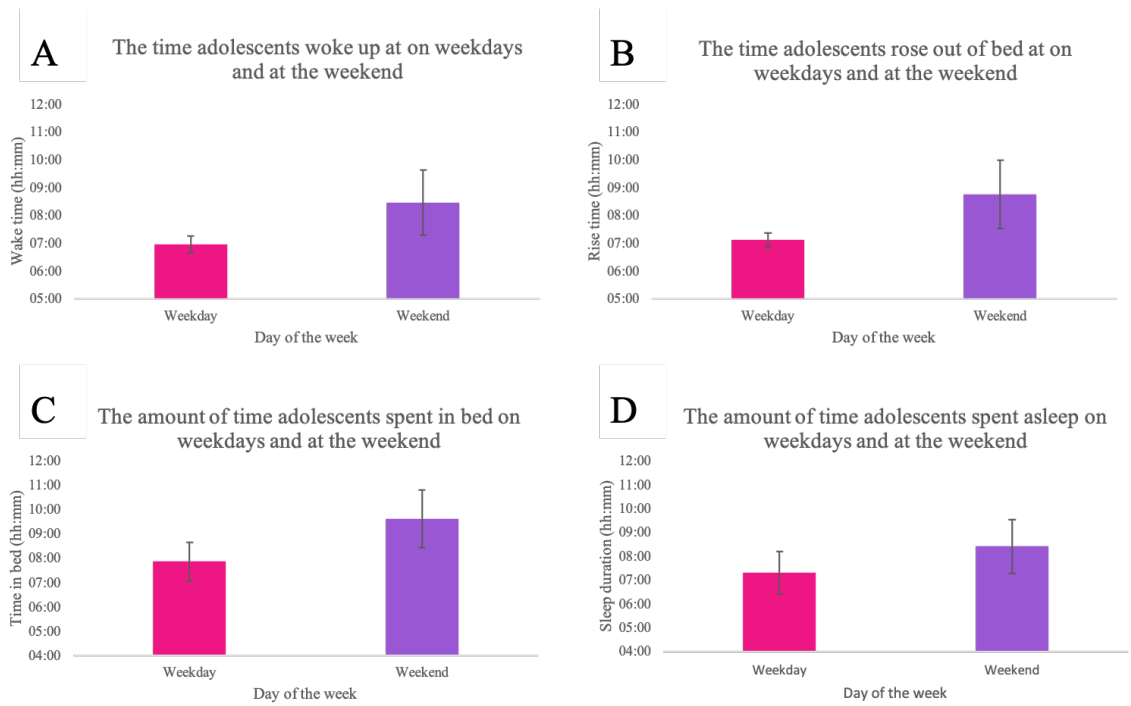 A
The time adolescents woke up at on weekdays
and at the weekend
Wake time (hh:mm)
12:00
11:00
10:00
09:00
08:00
07:00
06:00
05:00
Weekday
Weekend
Day of the week
B
The time adolescents rose out of bed at on
weekdays and at the weekend
Rise time (hh:mm)
12:00
11:00
10:00
09:00
08:00
07:00
06:00
05:00
Weekday
Weekend
Day of the week
C
The amount of time adolescents spent in bed on
weekdays and at the weekend
Time in bed (hh:mm)
12:00
11:00
10:00
09:00
08:00
07:00
06:00
05:00
04:00
Weekday
Weekend
Day of the week
D
The amount of time adolescents spent asleep on
weekdays and at the weekend
Sleep duration (hh:mm)
12:00
11:00
10:00
09:00
08:00
07:00
06:00
05:00
04:00
Weekday
Weekend
Day of the week